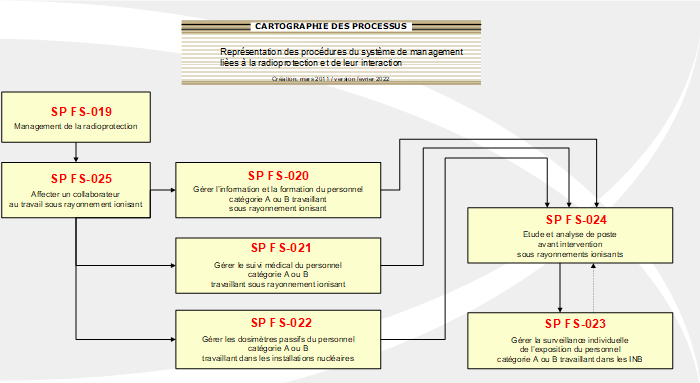 CARTOGRAPHIE DES PROCESSUS
Représentation des procédures du système de management
liées à la radioprotection et de leur interaction
Création, mars 2011 / version fevrier 2022
SP FS-019
Management de la radioprotection
SP FS-025
Affecter un collaborateur
au travail sous rayonnement ionisant
SP FS-020
Gérer l'information et la formation du personnel
catégorie A ou B travaillant
sous rayonnement ionisant
SP FS-021
Gérer le suivi médical du personnel
catégorie A ou B
travaillant sous rayonnement ionisant
SP FS-022
Gérer les dosimètres passifs du personnel
catégorie A ou B
travaillant dans les installations nucléaires
SP FS-024
Etude et analyse de poste
avant intervention
sous rayonnements ionisants
SP FS-023
Gérer la surveillance individuelle
de l'exposition du personnel
catégorie A ou B travaillant dans les INB